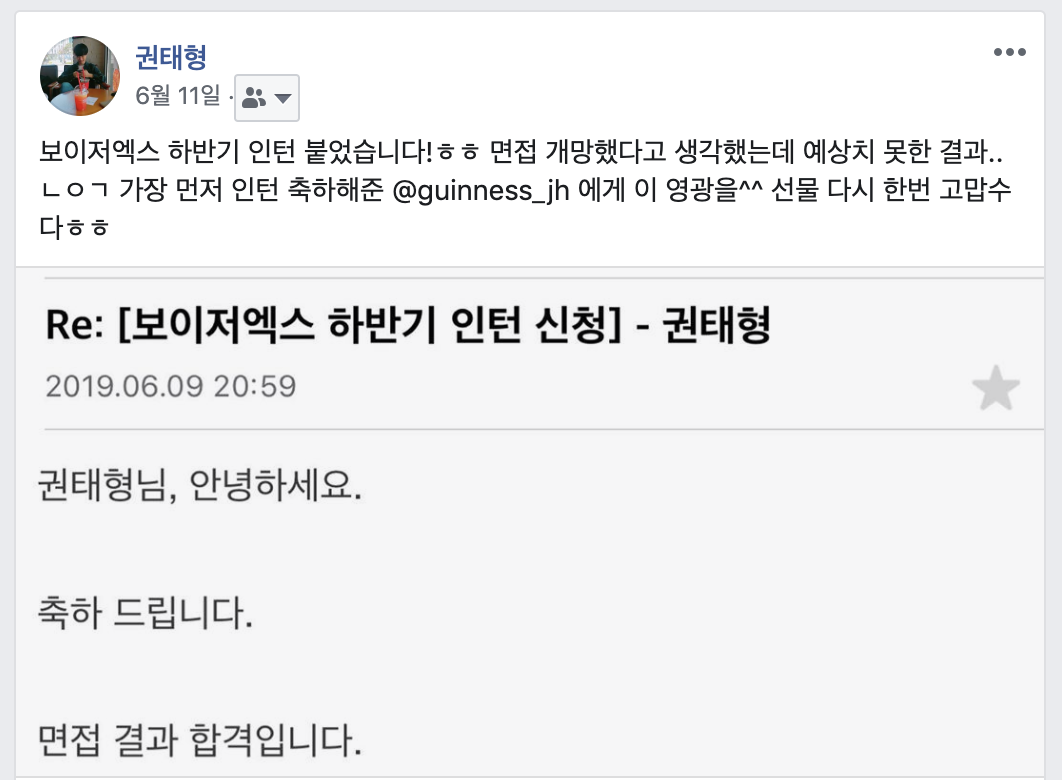 권태형
6월 11일 ·
보이저엑스 하반기 인턴 붙었습니다!ㅎㅎ 면접 개망했다고 생각했는데 예상치 못한 결과..
ㄴㅇㄱ 가장 먼저 인턴 축하해준 @guinness_jh 에게 이 영광을^^ 선물 다시 한번 고맙수
다ㅎㅎ
Re: [보이저엑스 하반기 인턴 신청] - 권태형
2019.06.09 20:59
권태형님, 안녕하세요.
축하 드립니다.
면접 결과 합격입니다.